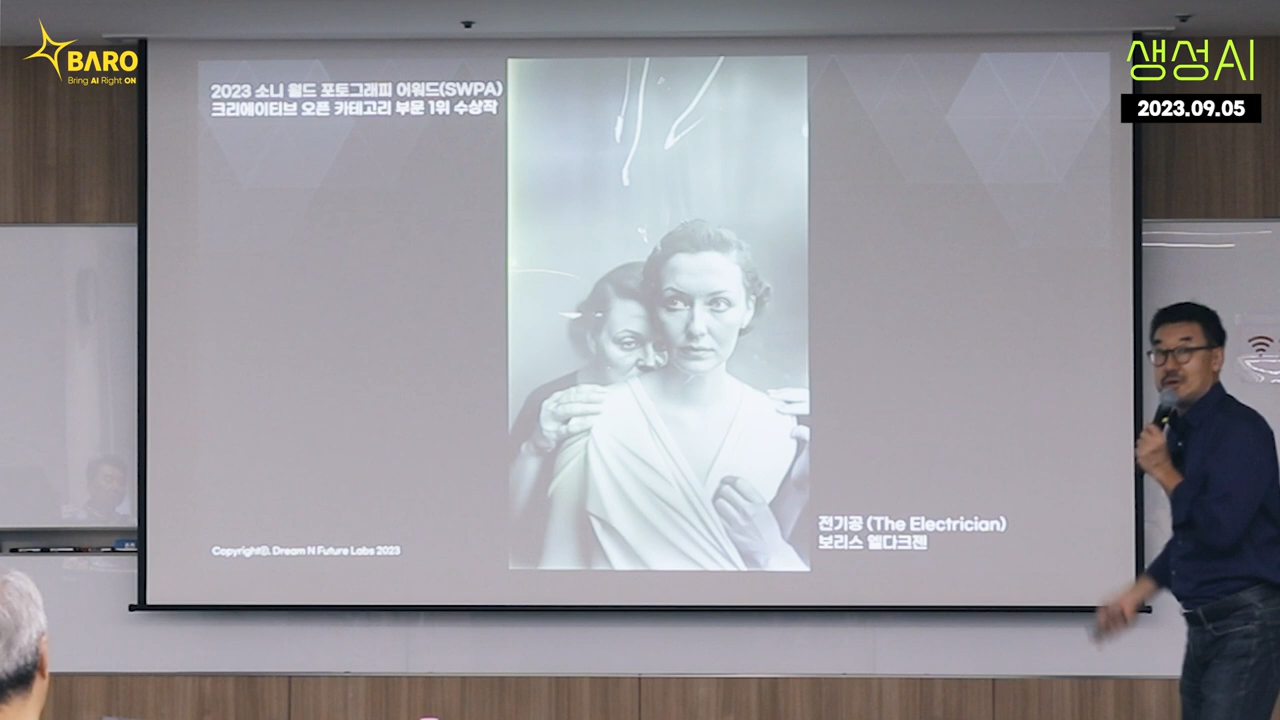 BARO
Bring AI Right ON
생성AI
2023.09.05
2023 소니 월드 포토그래피 어워드(SWPA)
크리에이티브 오픈 카테고리 부문 1위 수상작
전기공 (The Electrician)
보리스 엘다크젠
Copyrightⓒ. Dream N Future Labs 2023